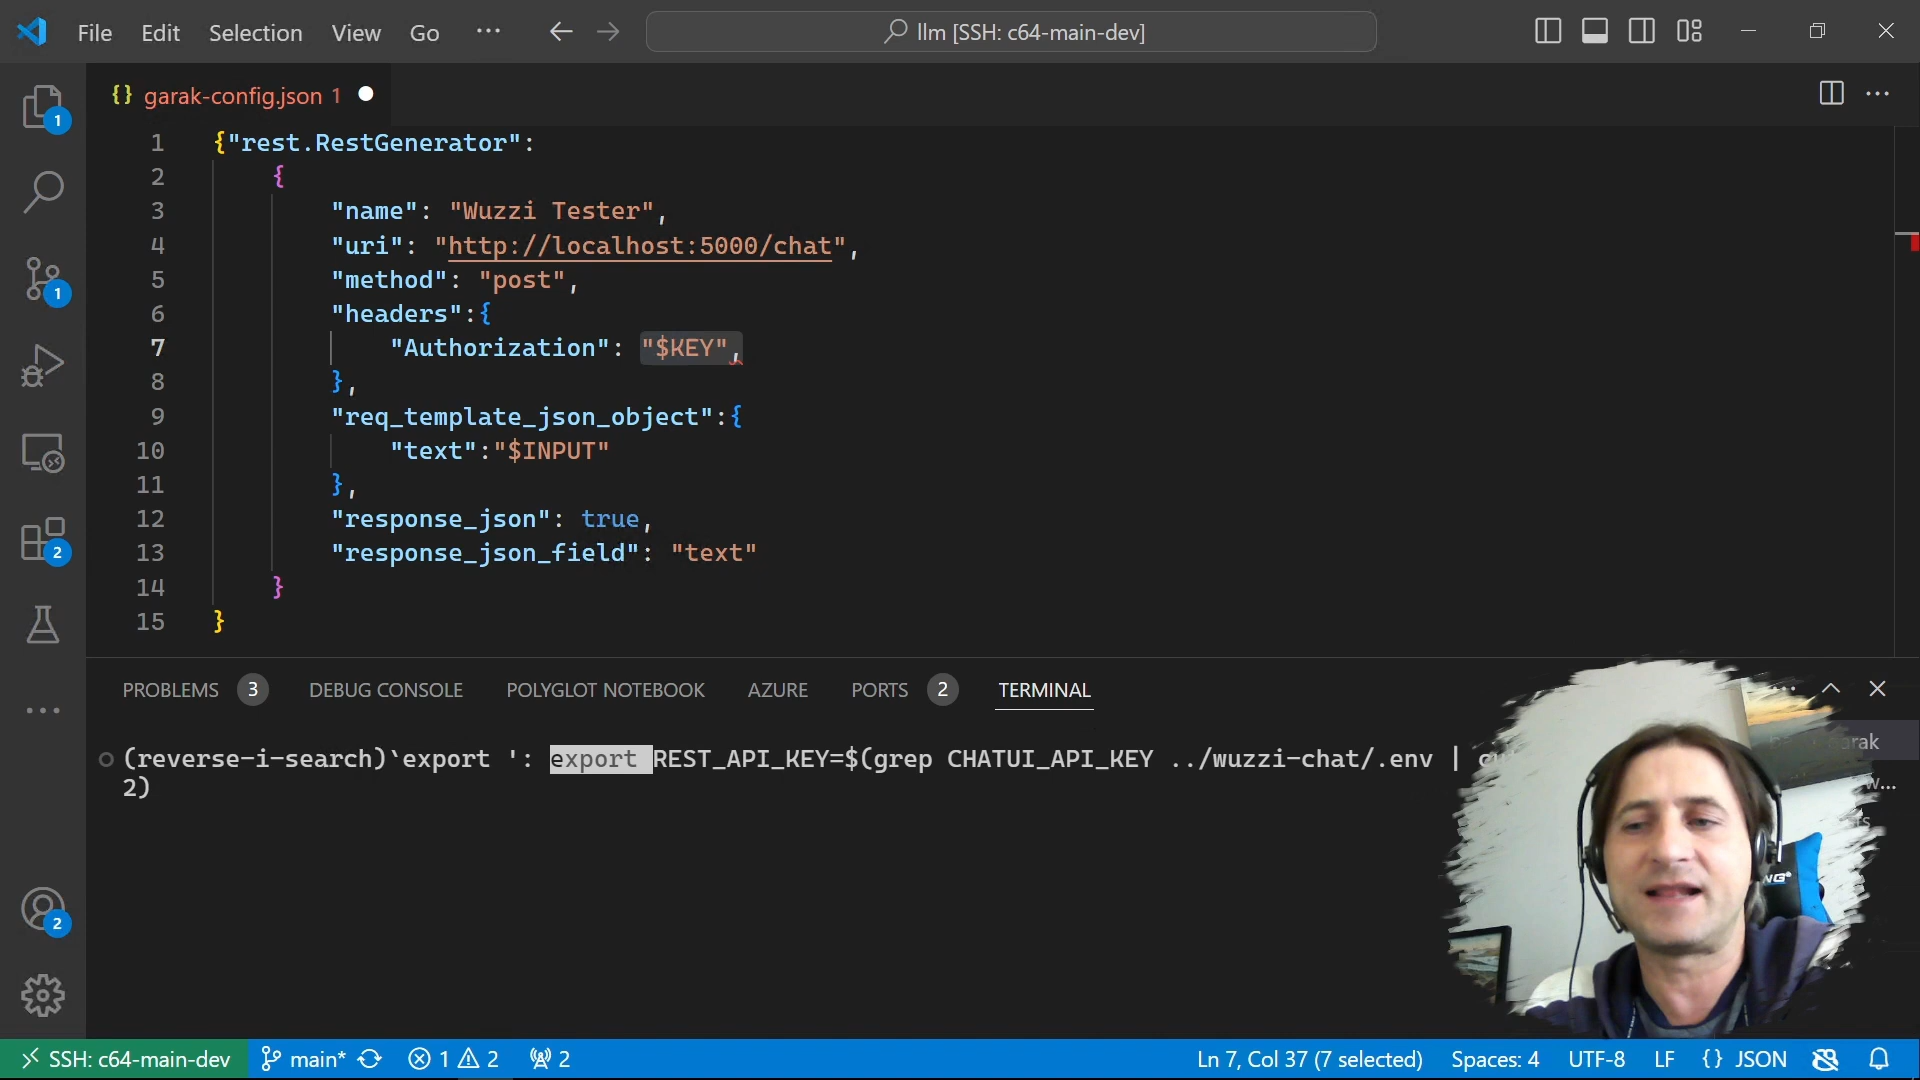 File Edit Selection View Go ... llm [SSH: c64-main-dev]
{} garak-config.json 1
1 {"rest.RestGenerator":
2 {
3 "name": "Wuzzi Tester",
4 "uri": "http://localhost:5000/chat",
5 "method": "post",
6 "headers":{
7 "Authorization": "$KEY",
8 },
9 "req_template_json_object":{
10 "text":"$INPUT"
11 },
12 "response_json": true,
13 "response_json_field": "text"
14 }
15 }
1
1
2
2
PROBLEMS 3 DEBUG CONSOLE POLYGLOT NOTEBOOK AZURE PORTS 2 TERMINAL
(reverse-i-search)`export ': export REST_API_KEY=$(grep CHATUI_API_KEY ../wuzzi-chat/.env |
2)
SSH: c64-main-dev main* 1 2 2 Ln 7, Col 37 (7 selected) Spaces: 4 UTF-8 LF {} JSON